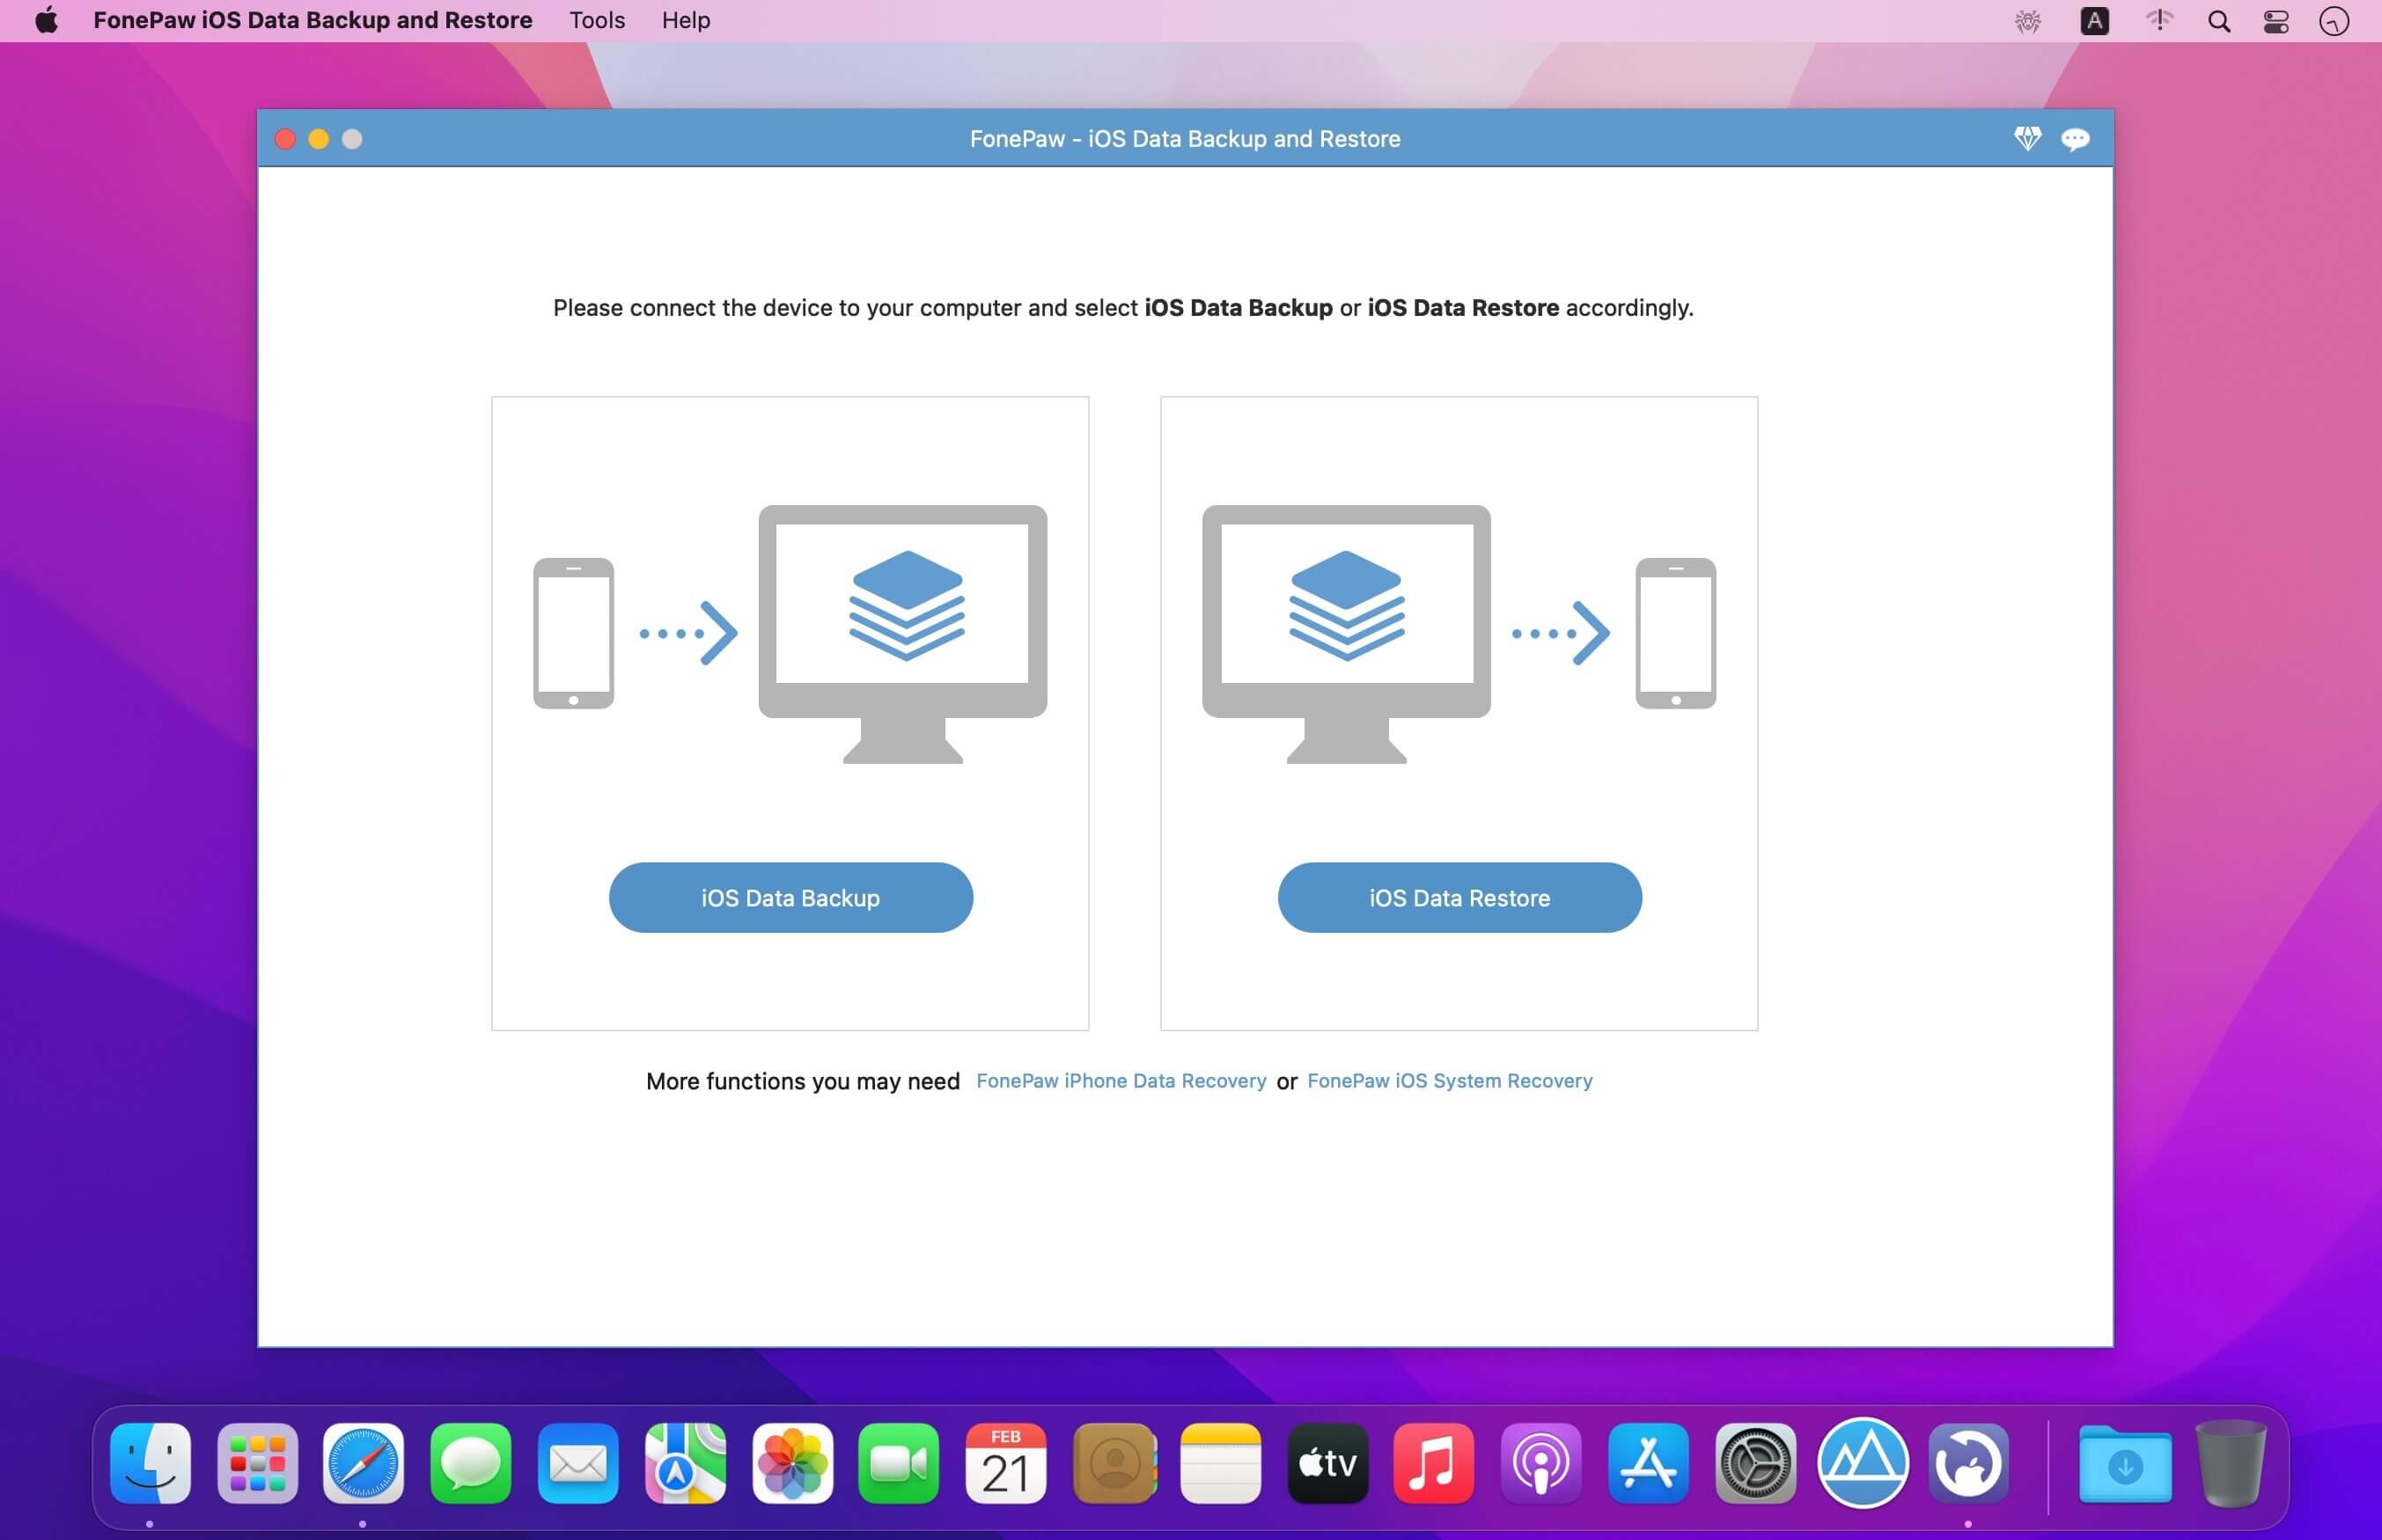 FonePaw iOS Data Backup and Restore Tools Help A
FonePaw - iOS Data Backup and Restore
Please connect the device to your computer and select iOS Data Backup or iOS Data Restore accordingly.
iOS Data Backup
iOS Data Restore
More functions you may need FonePaw iPhone Data Recovery or FonePaw iOS System Recovery
FEB
21
tv